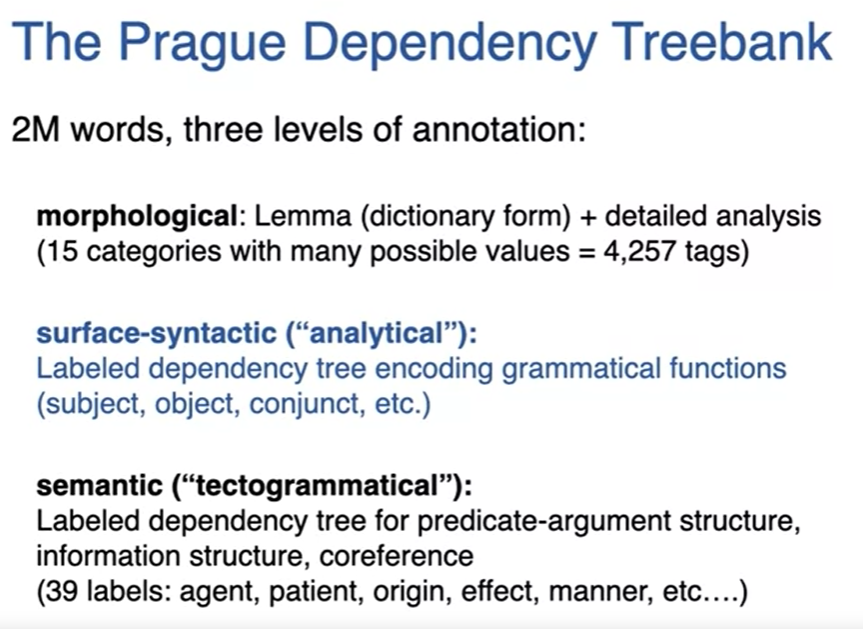 The Prague Dependency Treebank
2M words, three levels of annotation:
morphological: Lemma (dictionary form) + detailed analysis
(15 categories with many possible values = 4,257 tags)
surface-syntactic (“analytical”):
Labeled dependency tree encoding grammatical functions
(subject, object, conjunct, etc.)
semantic (“tectogrammatical”):
Labeled dependency tree for predicate-argument structure,
information structure, coreference
(39 labels: agent, patient, origin, effect, manner, etc....)